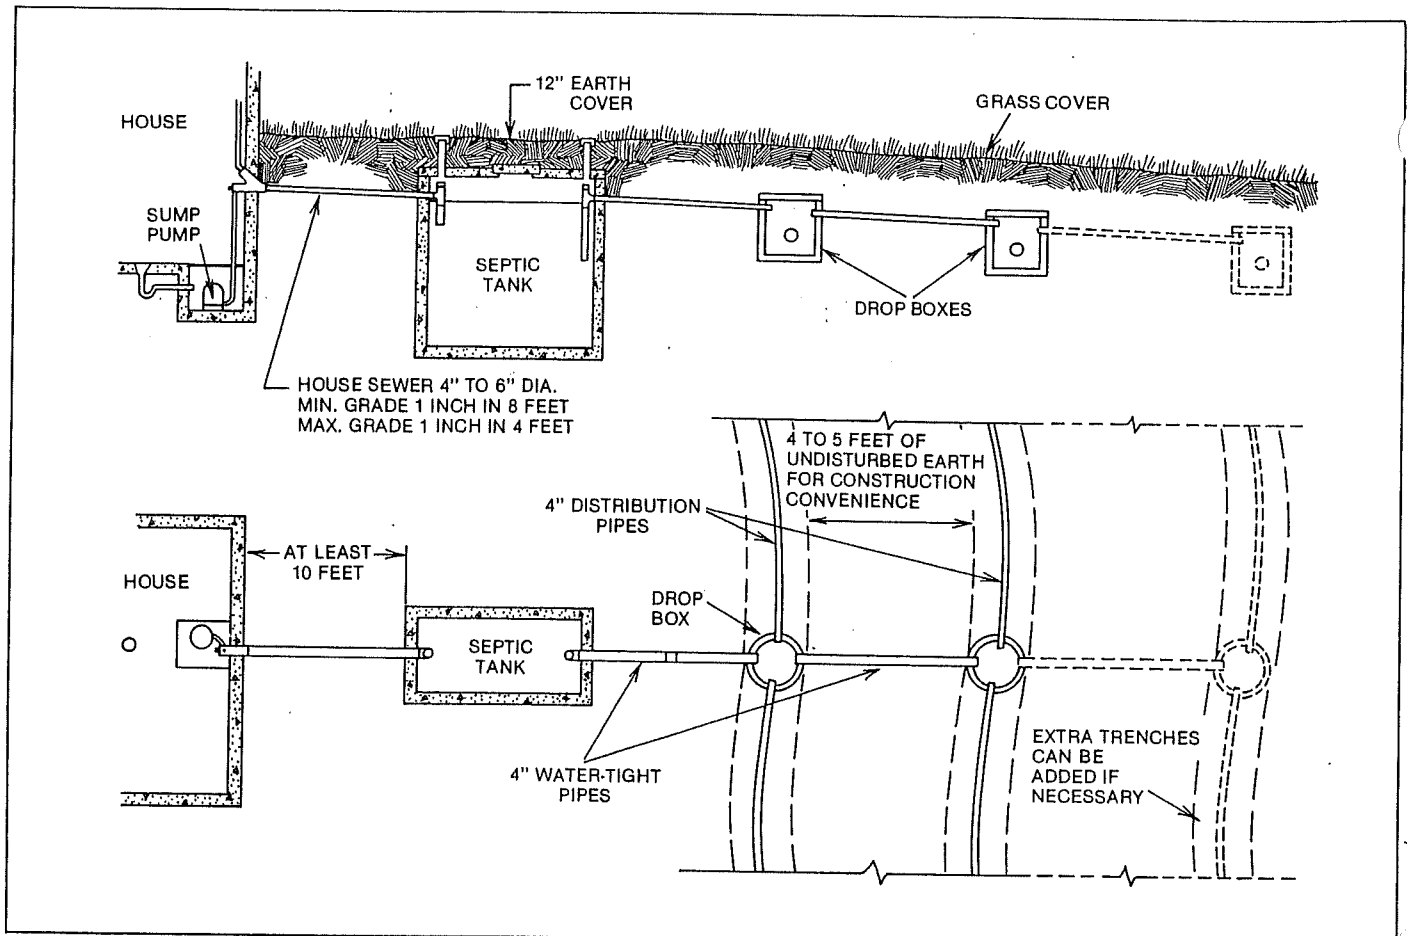 12" EARTH
COVER
GRASS COVER
HOUSE
SUMP
PUMP
SEPTIC
TANK
DROP BOXES
HOUSE SEWER 4" TO 6" DIA.
MIN. GRADE 1 INCH IN 8 FEET
MAX. GRADE 1 INCH IN 4 FEET
4 TO 5 FEET OF
UNDISTURBED EARTH
FOR CONSTRUCTION
CONVENIENCE
4" DISTRIBUTION
PIPES
AT LEAST
10 FEET
HOUSE
DROP
BOX
SEPTIC
TANK
4" WATER-TIGHT
PIPES
EXTRA TRENCHES
CAN BE
ADDED IF
NECESSARY